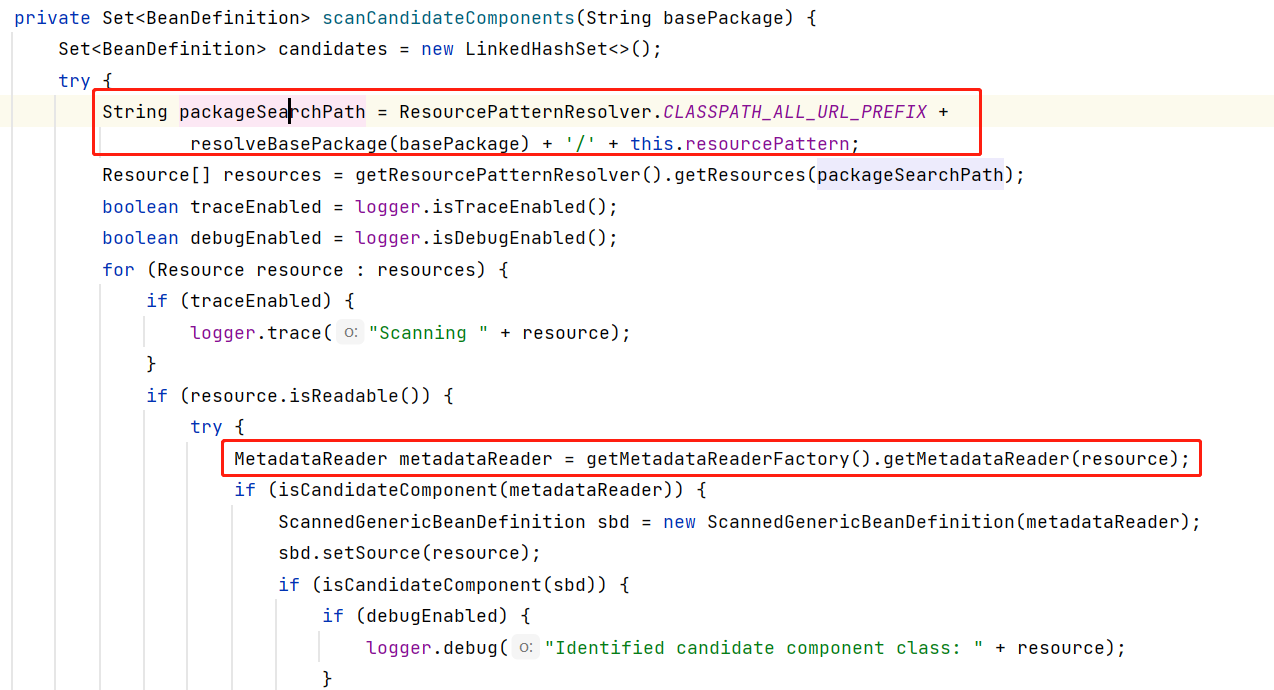 private Set<BeanDefinition> scanCandidateComponents(String basePackage) {
    Set<BeanDefinition> candidates = new LinkedHashSet<>();
    try {
        String packageSearchPath = ResourcePatternResolver.CLASSPATH_ALL_URL_PREFIX +
                resolveBasePackage(basePackage) + '/' + this.resourcePattern;
        Resource[] resources = getResourcePatternResolver().getResources(packageSearchPath);
        boolean traceEnabled = logger.isTraceEnabled();
        boolean debugEnabled = logger.isDebugEnabled();
        for (Resource resource : resources) {
            if (traceEnabled) {
                logger.trace( o: "Scanning " + resource);
            }
            if (resource.isReadable()) {
                try {
                    MetadataReader metadataReader = getMetadataReaderFactory().getMetadataReader(resource);
                    if (isCandidateComponent(metadataReader)) {
                        ScannedGenericBeanDefinition sbd = new ScannedGenericBeanDefinition(metadataReader);
                        sbd.setSource(resource);
                        if (isCandidateComponent(sbd)) {
                            if (debugEnabled) {
                                logger.debug( o: "Identified candidate component class: " + resource);
                            }